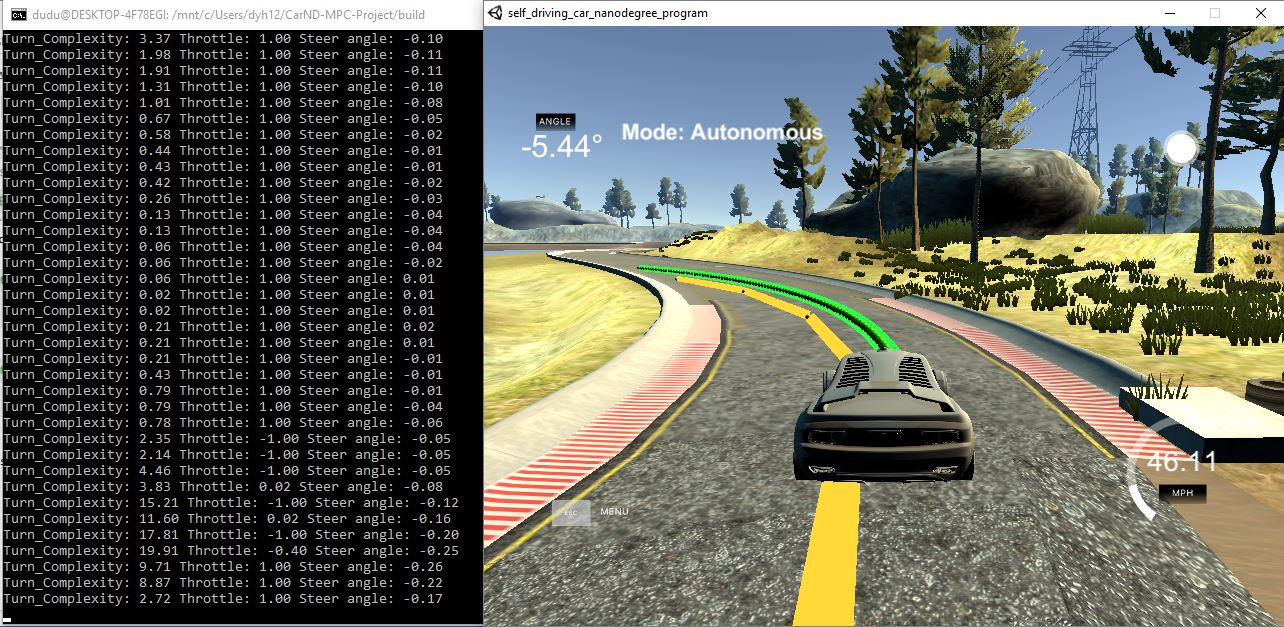 dudu@DESKTOP-4F78EGI: /mnt/c/Users/dyh12/CarND-MPC-Project/build
Turn_Complexity: 3.37 Throttle: 1.00 Steer angle: -0.10
Turn_Complexity: 1.98 Throttle: 1.00 Steer angle: -0.11
Turn_Complexity: 1.91 Throttle: 1.00 Steer angle: -0.11
Turn_Complexity: 1.31 Throttle: 1.00 Steer angle: -0.10
Turn_Complexity: 1.01 Throttle: 1.00 Steer angle: -0.08
Turn_Complexity: 0.67 Throttle: 1.00 Steer angle: -0.05
Turn_Complexity: 0.58 Throttle: 1.00 Steer angle: -0.02
Turn_Complexity: 0.44 Throttle: 1.00 Steer angle: -0.01
Turn_Complexity: 0.43 Throttle: 1.00 Steer angle: -0.01
Turn_Complexity: 0.42 Throttle: 1.00 Steer angle: -0.02
Turn_Complexity: 0.26 Throttle: 1.00 Steer angle: -0.03
Turn_Complexity: 0.13 Throttle: 1.00 Steer angle: -0.04
Turn_Complexity: 0.13 Throttle: 1.00 Steer angle: -0.04
Turn_Complexity: 0.06 Throttle: 1.00 Steer angle: -0.04
Turn_Complexity: 0.06 Throttle: 1.00 Steer angle: -0.02
Turn_Complexity: 0.06 Throttle: 1.00 Steer angle: 0.01
Turn_Complexity: 0.02 Throttle: 1.00 Steer angle: 0.01
Turn_Complexity: 0.02 Throttle: 1.00 Steer angle: 0.01
Turn_Complexity: 0.21 Throttle: 1.00 Steer angle: 0.02
Turn_Complexity: 0.21 Throttle: 1.00 Steer angle: 0.01
Turn_Complexity: 0.21 Throttle: 1.00 Steer angle: -0.01
Turn_Complexity: 0.43 Throttle: 1.00 Steer angle: -0.01
Turn_Complexity: 0.79 Throttle: 1.00 Steer angle: -0.01
Turn_Complexity: 0.79 Throttle: 1.00 Steer angle: -0.04
Turn_Complexity: 0.78 Throttle: 1.00 Steer angle: -0.06
Turn_Complexity: 2.35 Throttle: -1.00 Steer angle: -0.05
Turn_Complexity: 2.14 Throttle: -1.00 Steer angle: -0.05
Turn_Complexity: 4.46 Throttle: -1.00 Steer angle: -0.05
Turn_Complexity: 3.83 Throttle: 0.02 Steer angle: -0.08
Turn_Complexity: 15.21 Throttle: -1.00 Steer angle: -0.12
Turn_Complexity: 11.60 Throttle: 0.02 Steer angle: -0.16
Turn_Complexity: 17.81 Throttle: -1.00 Steer angle: -0.20
Turn_Complexity: 19.91 Throttle: -0.40 Steer angle: -0.25
Turn_Complexity: 9.71 Throttle: 1.00 Steer angle: -0.26
Turn_Complexity: 8.87 Throttle: 1.00 Steer angle: -0.22
Turn_Complexity: 2.72 Throttle: 1.00 Steer angle: -0.17
self_driving_car_nanodegree_program
ANGLE
-5.44°
Mode: Autonomous
46.11
MPH
ESC
MENU